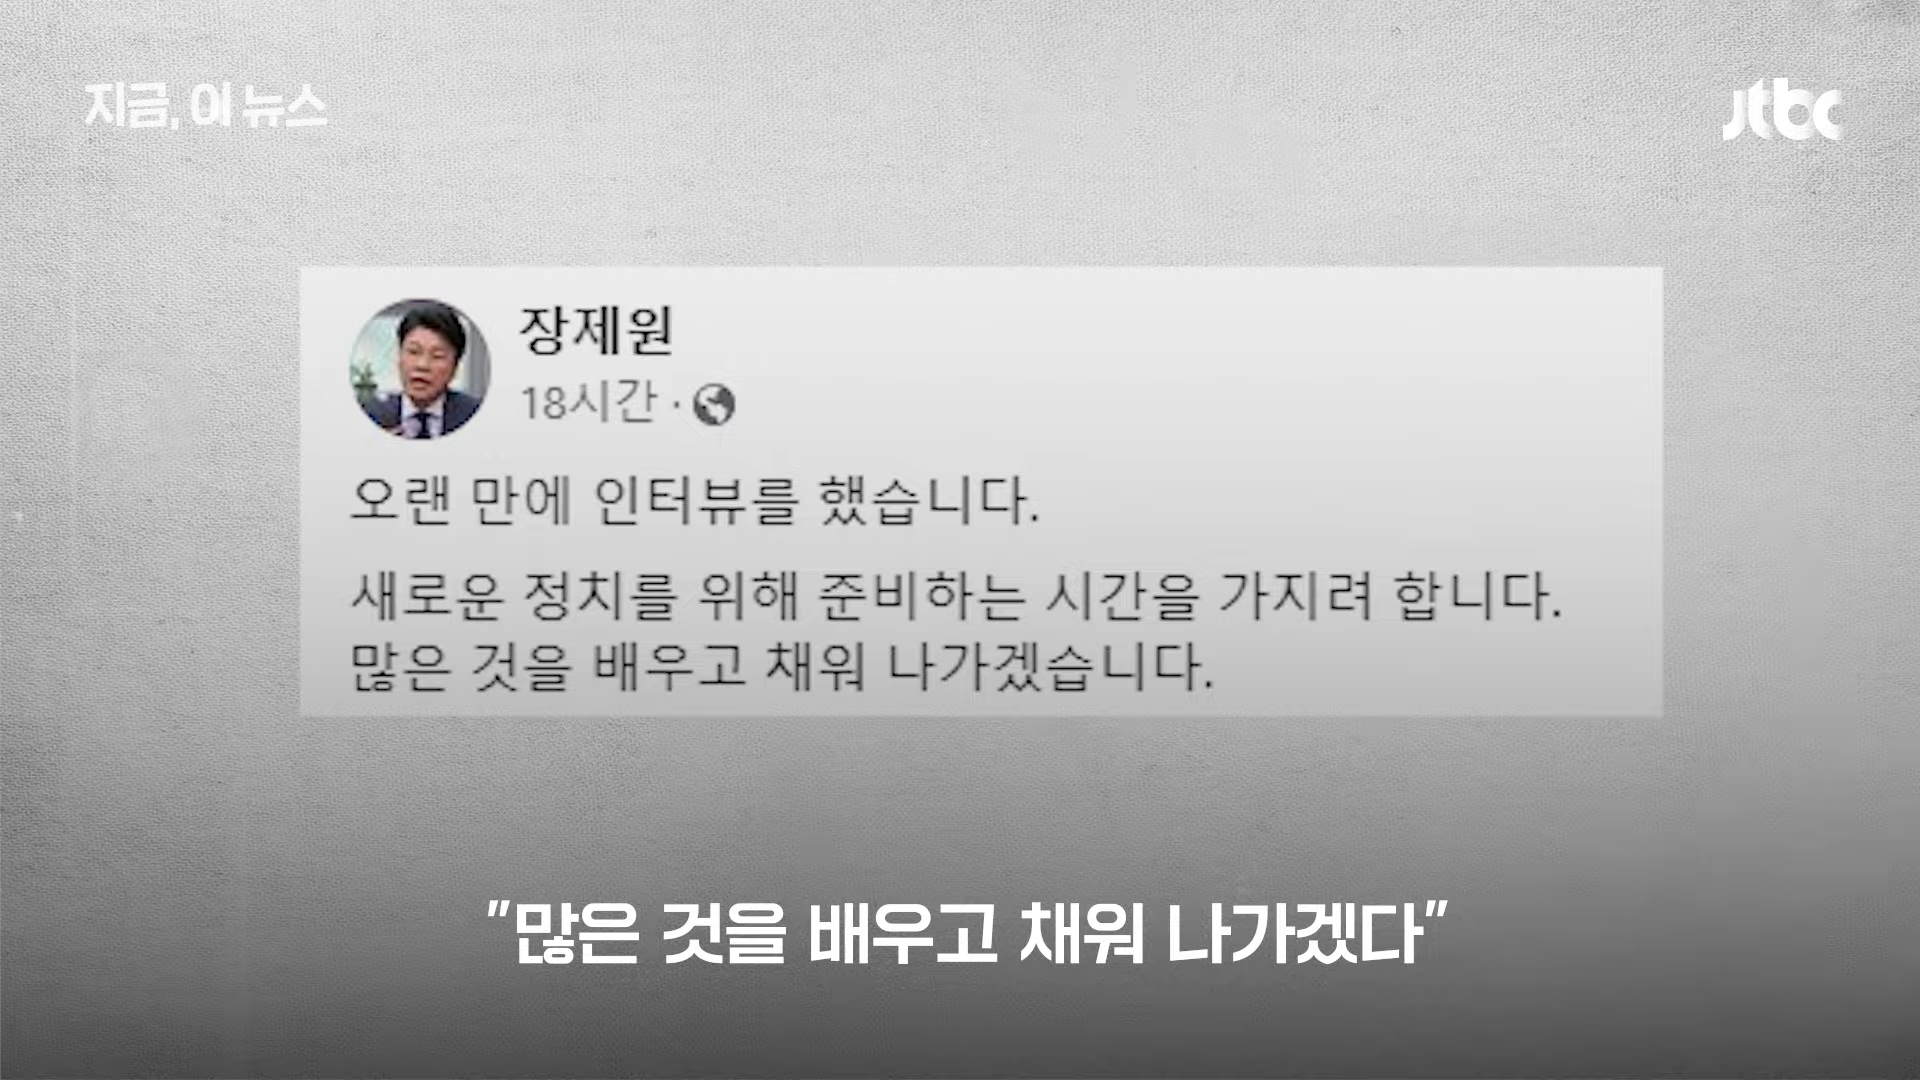 지금, 이 뉴스
jtbc
장제원
18시간 ·
오랜 만에 인터뷰를 했습니다.
새로운 정치를 위해 준비하는 시간을 가지려 합니다.
많은 것을 배우고 채워 나가겠습니다.
"많은 것을 배우고 채워 나가겠다"